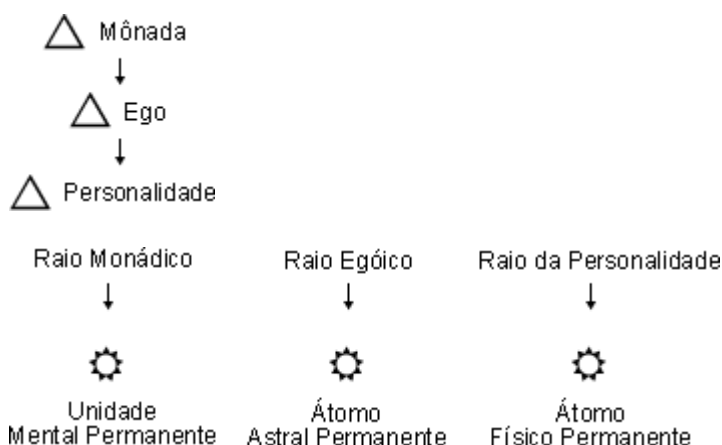 Mônada
Ego
Personalidade
Raio Monádico
Raio Egóico
Raio da Personalidade
Unidade
Mental Permanente
Átomo
Astral Permanente
Átomo
Físico Permanente